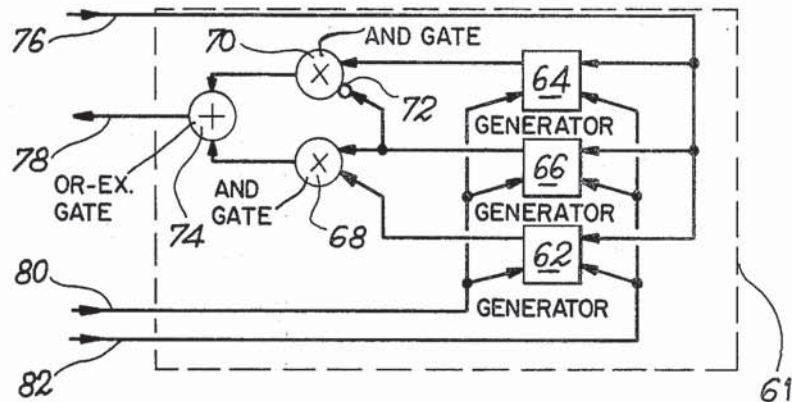 76
70
AND GATE
64
72
GENERATOR
78
OR-EX.
GATE
74
AND
GATE
68
66
GENERATOR
62
GENERATOR
80
82
61